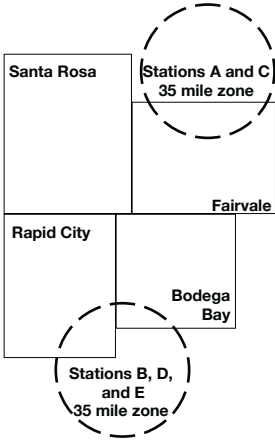 Santa Rosa
Stations A and C
35 mile zone
Fairvale
Rapid City
Bodega
Bay
Stations B, D,
and E
35 mile zone